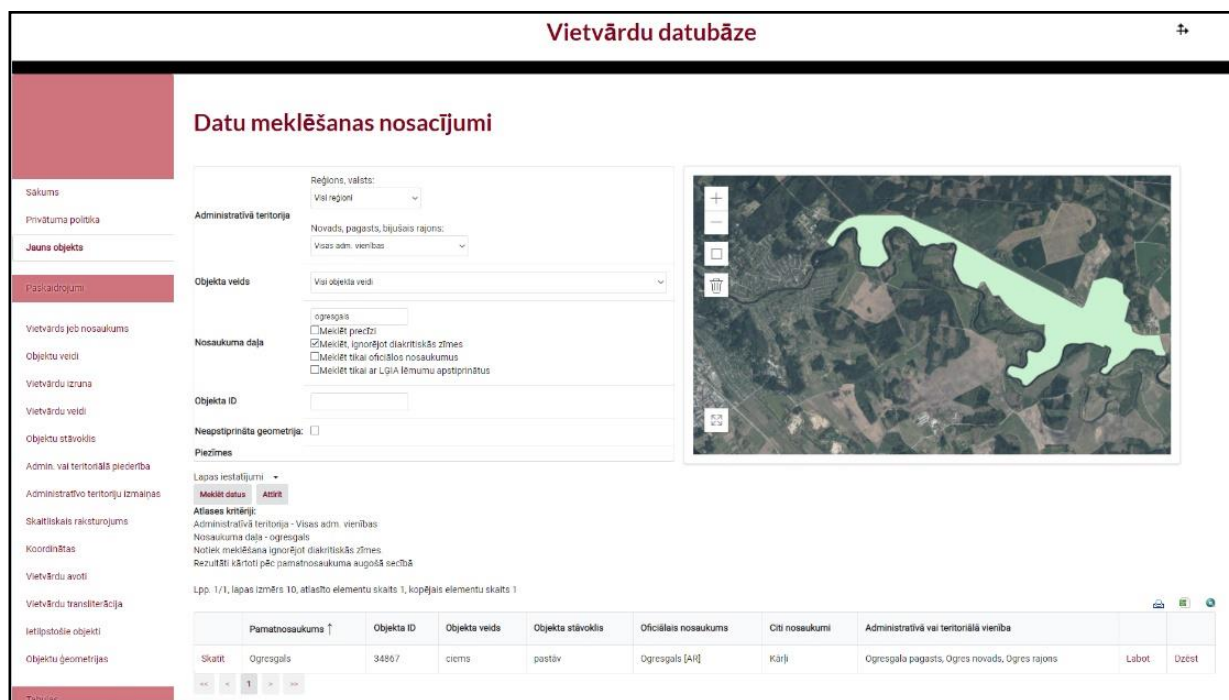 Vietvārdu datubāze
Datu meklēšanas nosacījumi
Sākums
Privātuma politika
Jauns objekts
Paskaidrojumi
Vietvārds jeb nosaukums
Objektu veidi
Vietvārdu izruna
Vietvārdu veidi
Objektu stāvoklis
Admin. vai teritoriālā piederība
Administratīvo teritoriju izmaiņas
Skaitliskais raksturojums
Koordinātas
Vietvārdu avoti
Vietvārdu transliterācija
Ietilpstošie objekti
Objektu ģeometrijas
Tabulas
Administratīvā teritorija
Reģions, valsts:
Visi reģioni
Novads, pagasts, bijušais rajons:
Visas adm. vienības
Objekta veids
Visi objekta veidi
Nosaukuma daļa
ogresgals
Meklēt precīzi
Meklēt, ignorējot diakritiskās zīmes
Meklēt tikai oficiālos nosaukumus
Meklēt tikai ar LĢIA lēmumu apstiprinātus
Objekta ID
Neapstiprināta geometrija:
Piezīmes
Lapas iestatījumi
Meklēt datus Attīrīt
Atlases kritēriji:
Administratīvā teritorija - Visas adm. vienības
Nosaukuma daļa - ogresgals
Notiek meklēšana ignorējot diakritiskās zīmes
Rezultāti kārtoti pēc pamatnosaukuma augošā secībā
Lpp. 1/1, lapas izmērs 10, atlasīto elementu skaits 1, kopējais elementu skaits 1
Pamatnosaukums ↑ Objekta ID Objekta veids Objekta stāvoklis Oficiālais nosaukums Citi nosaukumi Administratīvā vai teritoriālā vienība
Skatīt Ogresgals 34867 ciems pastāv Ogresgals [AR] Kārļi Ogresgala pagasts, Ogres novads, Ogres rajons Labot Dzēst
<< < 1 > >>